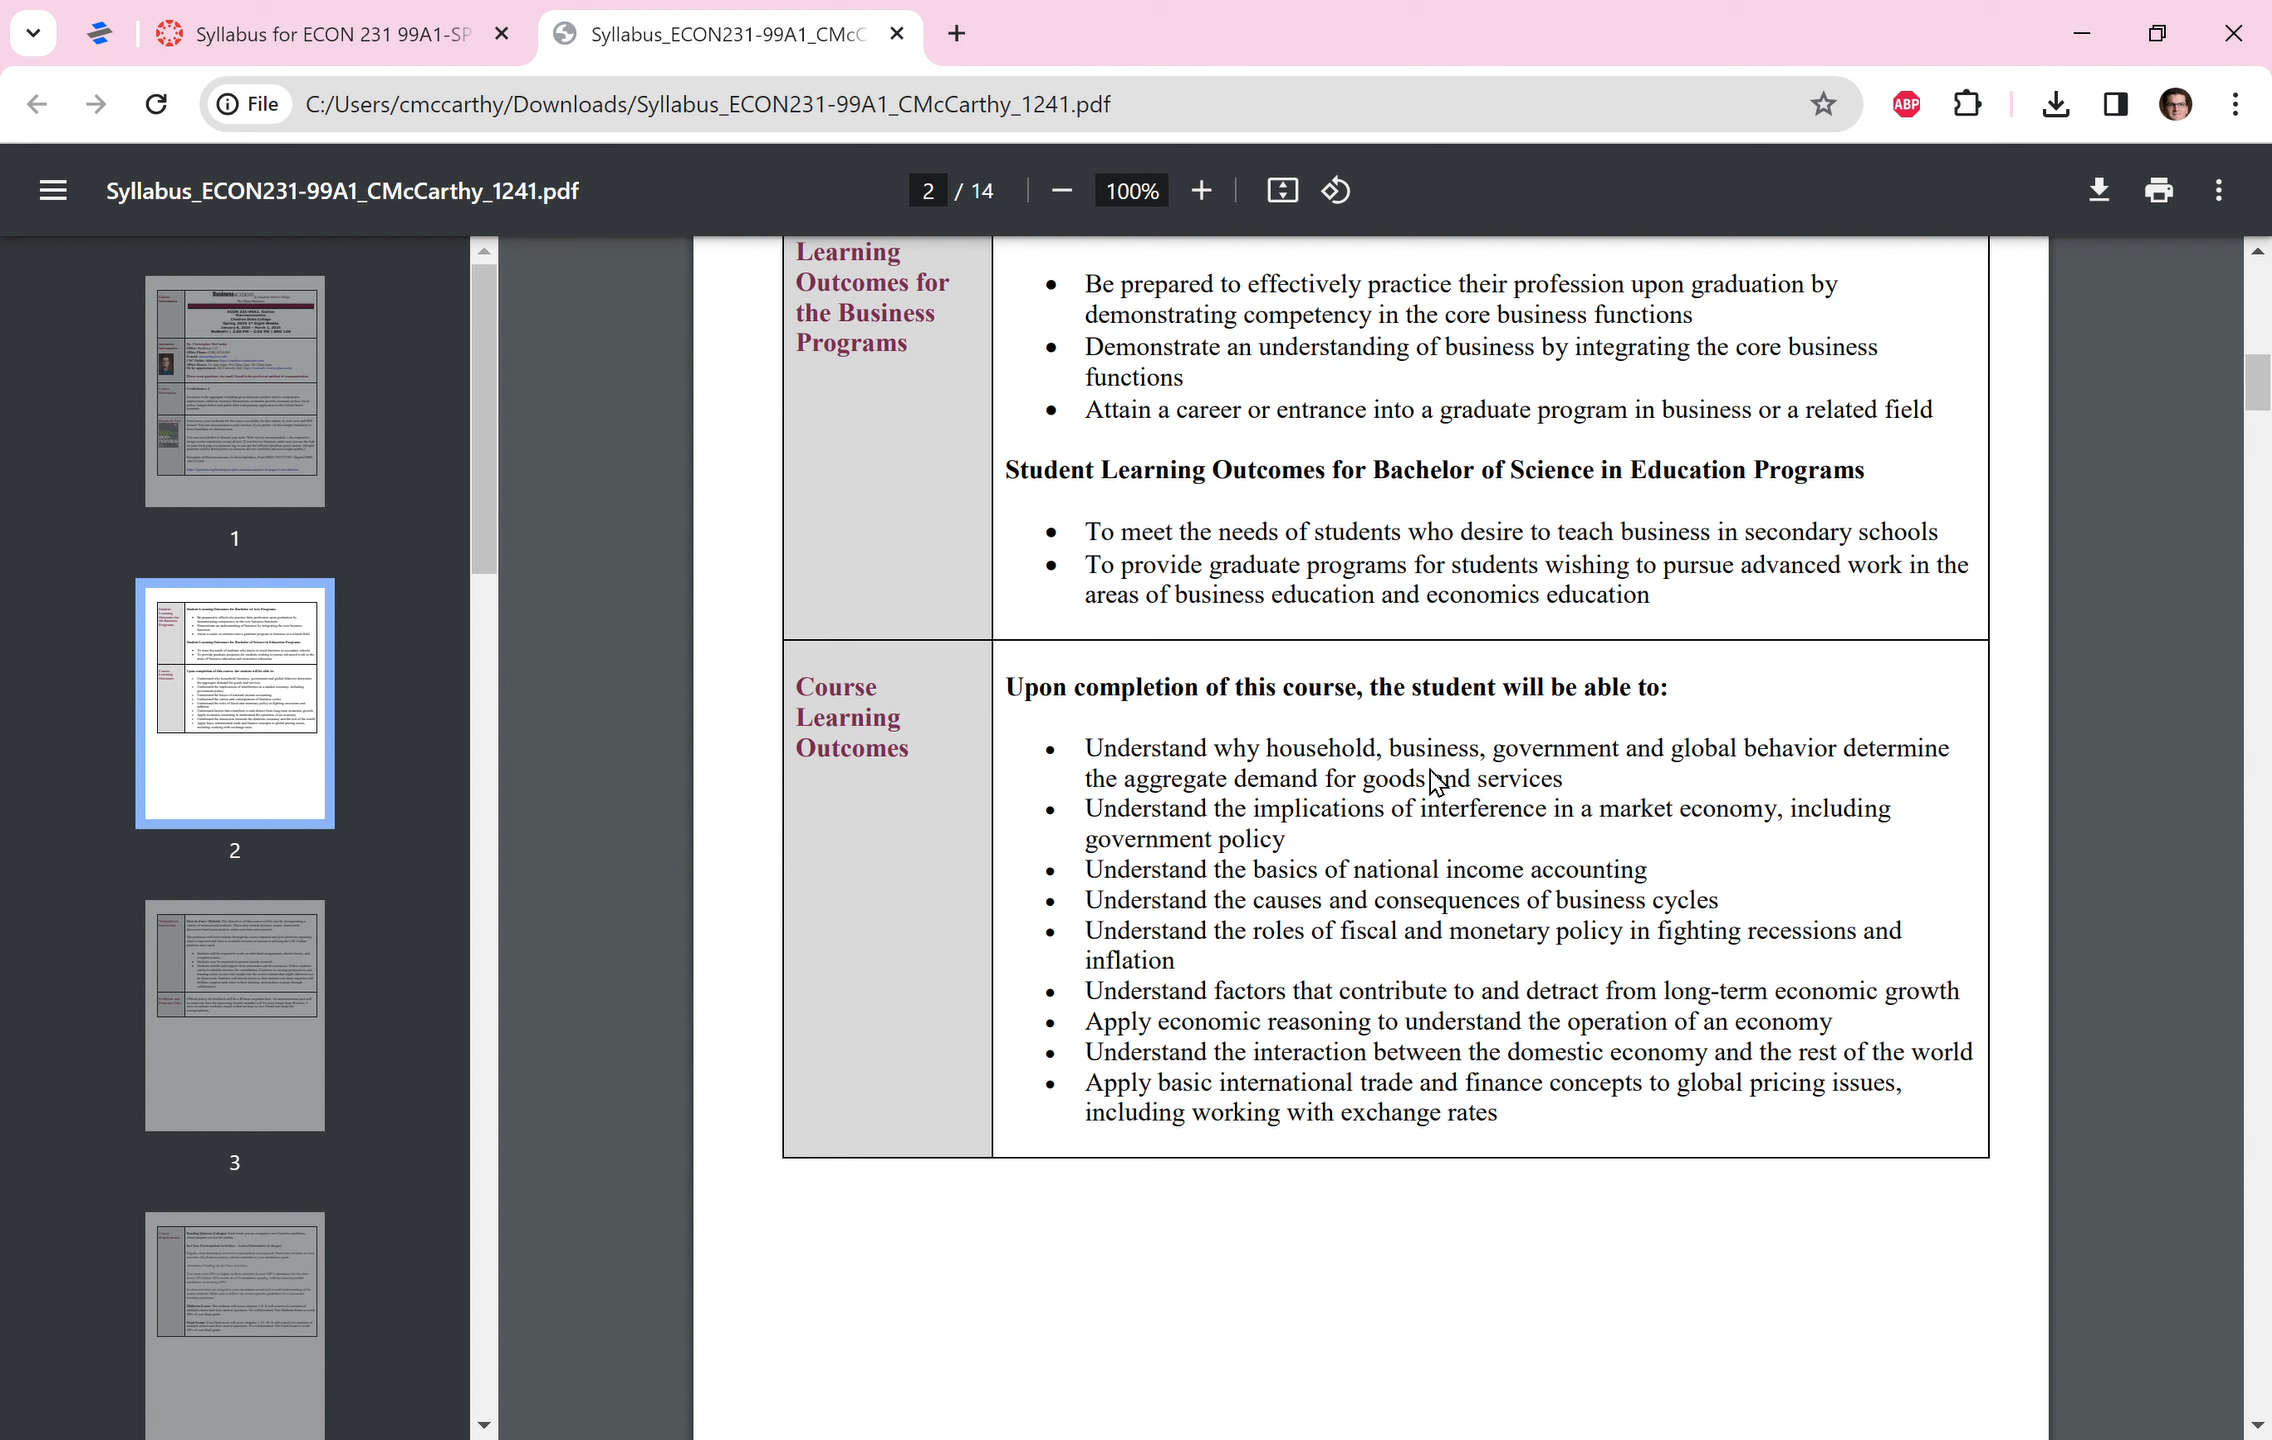 Syllabus for ECON 231 99A1-SP
Syllabus_ECON231-99A1_CMcC
File
C:/Users/cmccarthy/Downloads/Syllabus_ECON231-99A1_CMcCarthy_1241.pdf
ABP
Syllabus_ECON231-99A1_CMcCarthy_1241.pdf
2 / 14
100%
1
2
3
Learning
Outcomes for
the Business
Programs
• Be prepared to effectively practice their profession upon graduation by
demonstrating competency in the core business functions
• Demonstrate an understanding of business by integrating the core business
functions
• Attain a career or entrance into a graduate program in business or a related field
Student Learning Outcomes for Bachelor of Science in Education Programs
• To meet the needs of students who desire to teach business in secondary schools
• To provide graduate programs for students wishing to pursue advanced work in the
areas of business education and economics education
Course
Learning
Outcomes
Upon completion of this course, the student will be able to:
• Understand why household, business, government and global behavior determine
the aggregate demand for goods and services
• Understand the implications of interference in a market economy, including
government policy
• Understand the basics of national income accounting
• Understand the causes and consequences of business cycles
• Understand the roles of fiscal and monetary policy in fighting recessions and
inflation
• Understand factors that contribute to and detract from long-term economic growth
• Apply economic reasoning to understand the operation of an economy
• Understand the interaction between the domestic economy and the rest of the world
• Apply basic international trade and finance concepts to global pricing issues,
including working with exchange rates